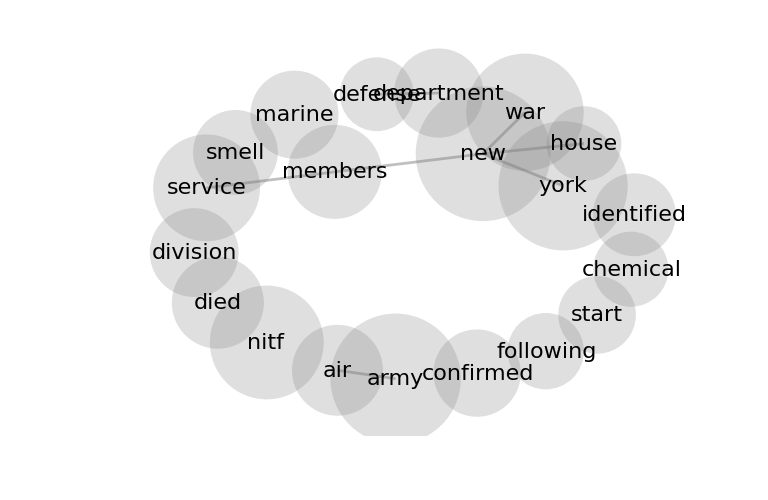 defense
department
war
marine
house
smell
new
members
york
service
identified
division
chemical
died
start
nitf
following
air
army
confirmed